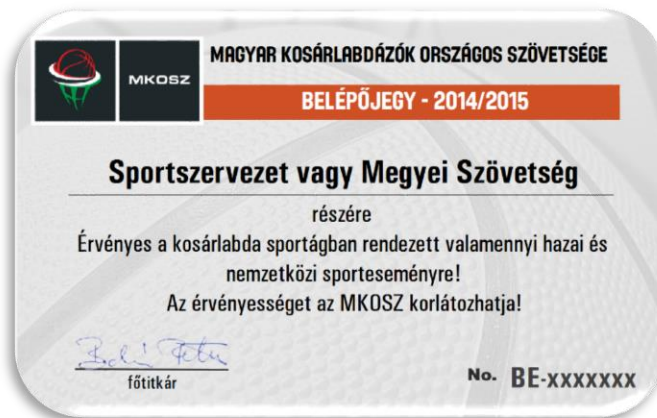 MKOSZ
MAGYAR KOSÁRLABDÁZÓK ORSZÁGOS SZÖVETSÉGE
BELÉPŐJEGY - 2014/2015
Sportszervezet vagy Megyei Szövetség
részére
Érvényes a kosárlabda sportágban rendezett valamennyi hazai és
nemzetközi sporteseményre!
Az érvényességet az MKOSZ korlátozhatja!
főtitkár
No. BE-xxxxxxx